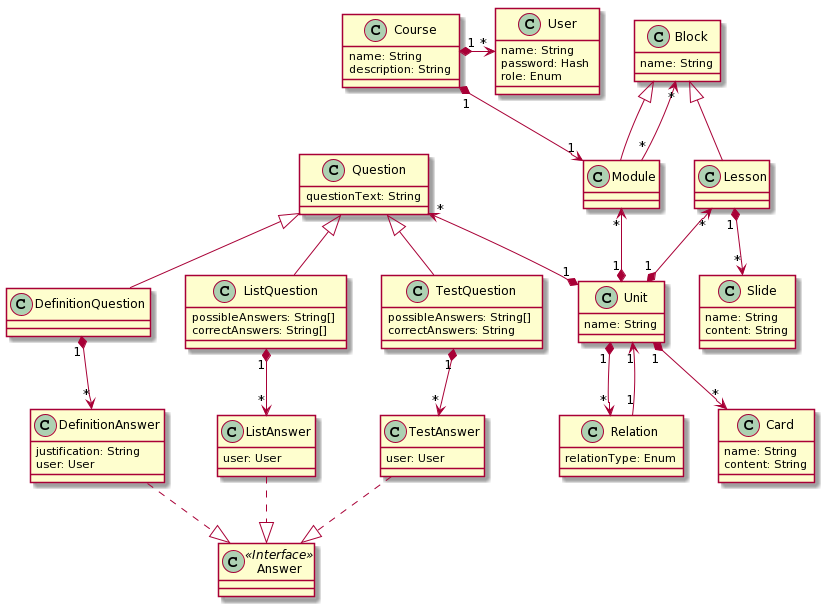 C Course
name: String
description: String
C User
name: String
password: Hash
role: Enum
C Block
name: String
1 *
1
1
*
*
C Question
questionText: String
C Module
C Lesson
*
*
*
1
1
1
1
*
C DefinitionQuestion
C ListQuestion
possibleAnswers: String[]
correctAnswers: String[]
C TestQuestion
possibleAnswers: String[]
correctAnswers: String
C Unit
name: String
C Slide
name: String
content: String
1
1
1
1
1
1
*
*
*
*
1
*
C DefinitionAnswer
justification: String
user: User
C ListAnswer
user: User
C TestAnswer
user: User
C Relation
relationType: Enum
C Card
name: String
content: String
C «Interface»
Answer